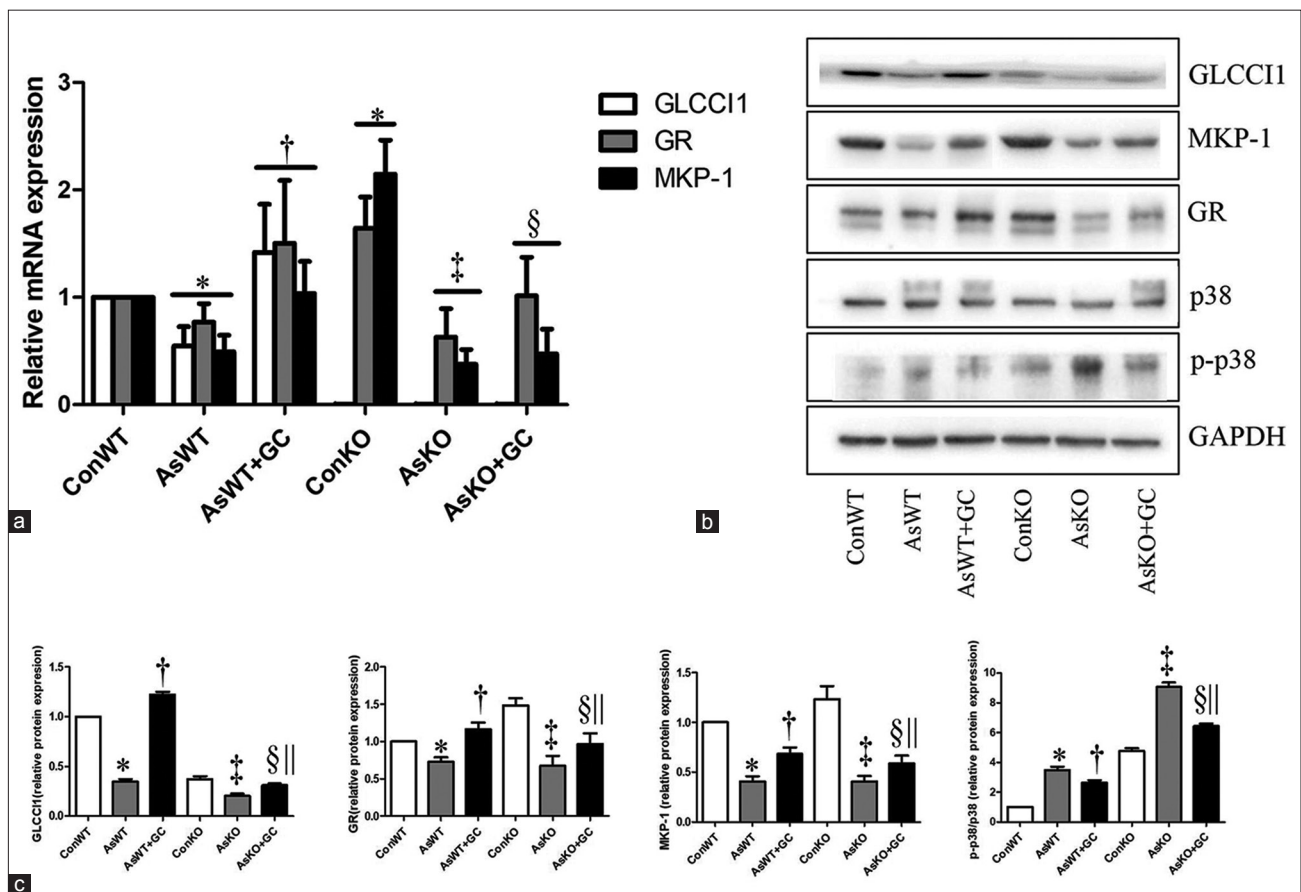 3
2
1
0
Relative mRNA expression
*
†
*
‡
§
GLCCI1
GR
MKP-1
ConWT
AsWT
AsWT+GC
ConKO
AsKO
AsKO+GC
a
GLCCI1
MKP-1
GR
p38
p-p38
GAPDH
ConWT
AsWT
AsWT+GC
ConKO
AsKO
AsKO+GC
b
GLCCI1(relative protein expression)
1.5
1.0
0.5
0.0
*
†
‡
§||
ConWT
AsWT
AsWT+GC
ConKO
AsKO
AsKO+GC
GR(relative protein expression)
2.0
1.5
1.0
0.5
0.0
*
†
‡
§||
ConWT
AsWT
AsWT+GC
ConKO
AsKO
AsKO+GC
MKP-1 (relative protein expression)
1.5
1.0
0.5
0.0
*
†
‡
§||
ConWT
AsWT
AsWT+GC
ConKO
AsKO
AsKO+GC
p-p38/p38 (relative protein expression)
10
8
6
4
2
0
*
†
‡
§||
ConWT
AsWT
AsWT+GC
ConKO
AsKO
AsKO+GC
c